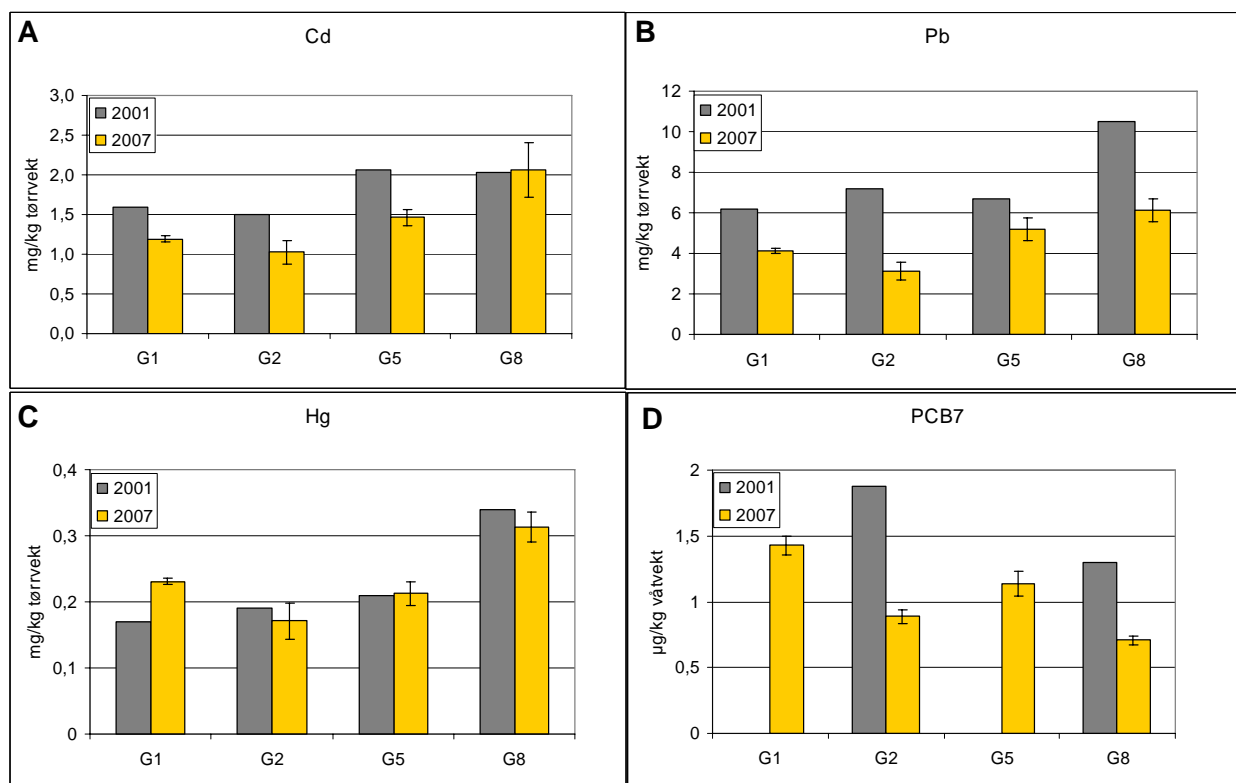 A
Cd
mg/kg tørrvekt
3,0
2,5
2,0
1,5
1,0
0,5
0,0
2001
2007
G1 G2 G5 G8
B
Pb
mg/kg tørrvekt
12
10
8
6
4
2
0
2001
2007
G1 G2 G5 G8
C
Hg
mg/kg tørrvekt
0,4
0,3
0,2
0,1
0
2001
2007
G1 G2 G5 G8
D
PCB7
µg/kg våtvekt
2
1,5
1
0,5
0
2001
2007
G1 G2 G5 G8